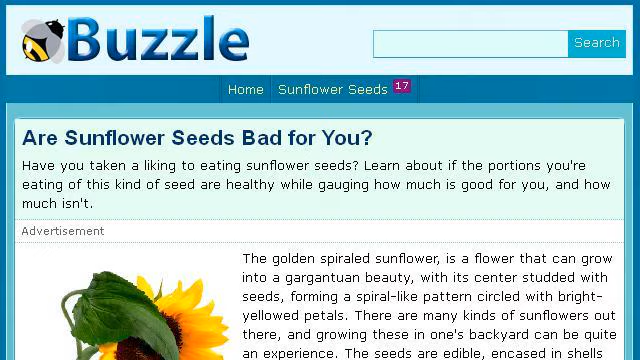 Buzzle
Search
Home
Sunflower Seeds 17
Are Sunflower Seeds Bad for You?
Have you taken a liking to eating sunflower seeds? Learn about if the portions you're
eating of this kind of seed are healthy while gauging how much is good for you, and how
much isn't.
Advertisement
The golden spiraled sunflower, is a flower that can grow
into a gargantuan beauty, with its center studded with
seeds, forming a spiral-like pattern circled with bright-
yellowed petals. There are many kinds of sunflowers out
there, and growing these in one's backyard can be quite
an experience. The seeds are edible, encased in shells